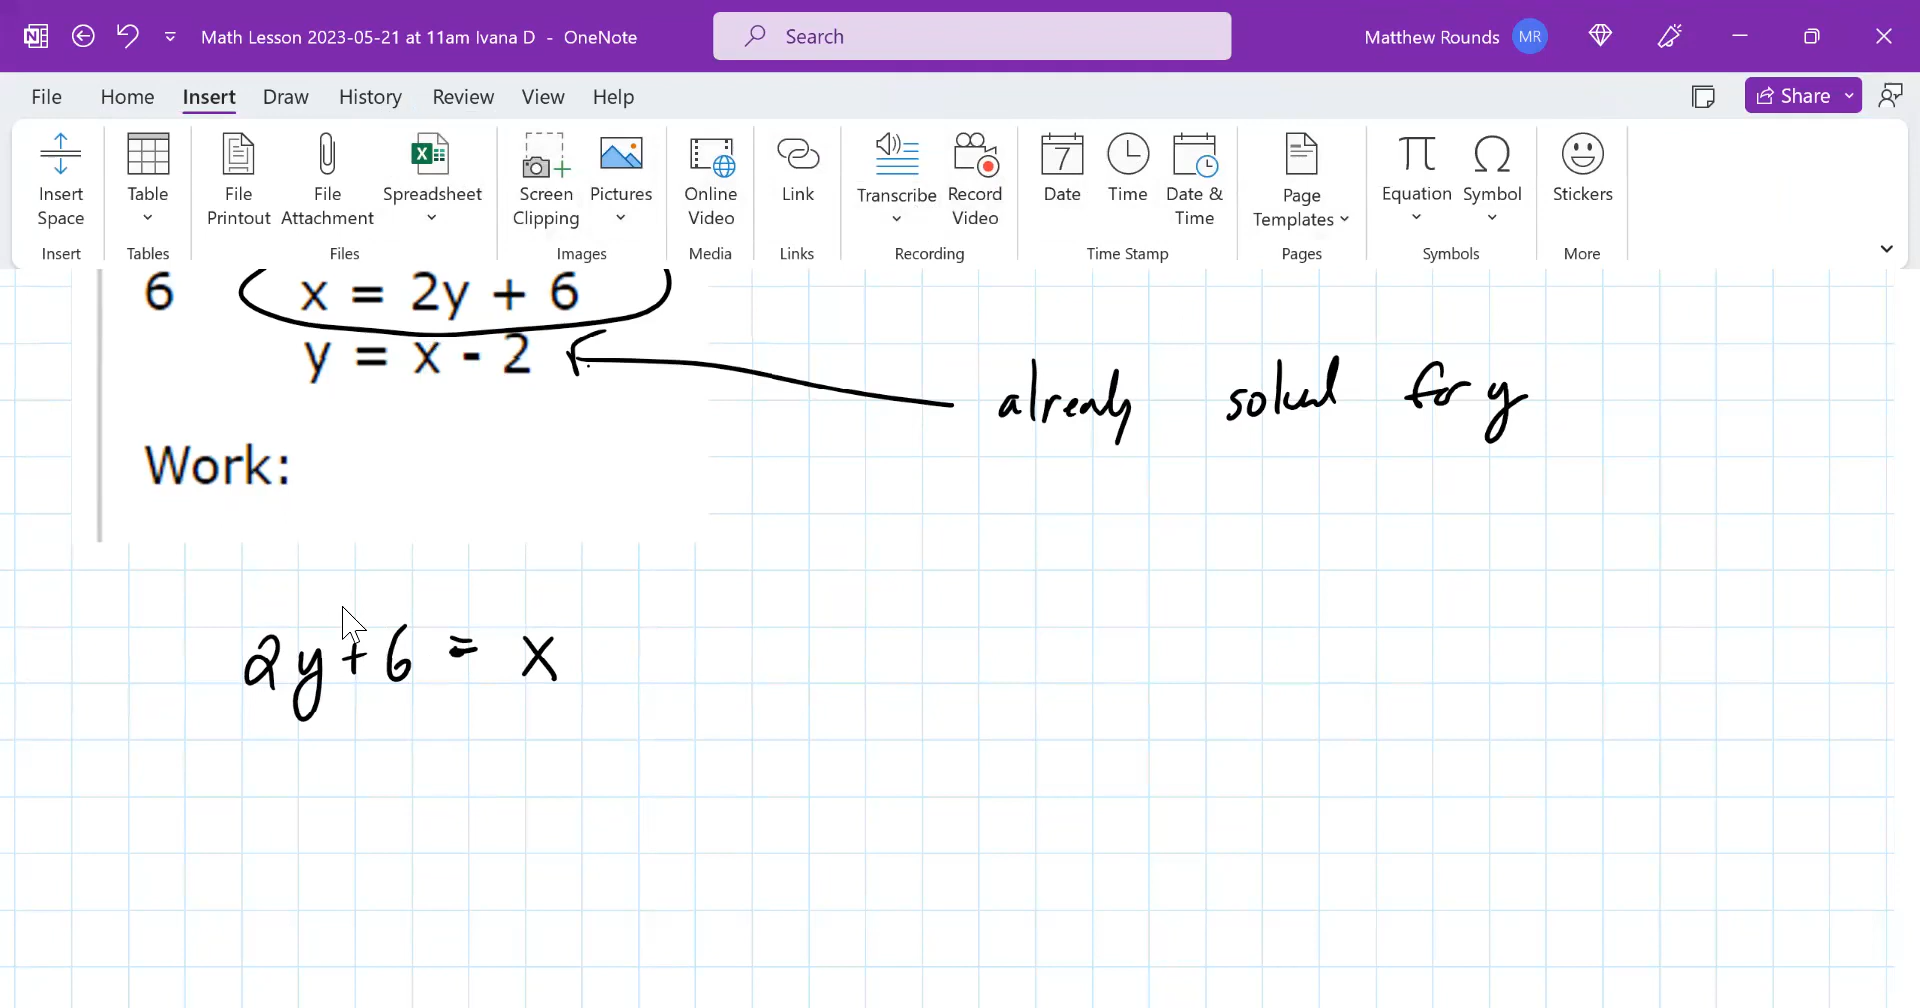 Math Lesson 2023-05-21 at 11am Ivana D - OneNote
Search
Matthew Rounds MR
File Home Insert Draw History Review View Help
Share
Insert Space
Table
File Printout
File Attachment
Spreadsheet
Screen Clipping
Pictures
Online Video
Link
Transcribe
Record Video
7
Date
Time
Date & Time
Page Templates
Equation
Symbol
Stickers
Insert Tables Files Images Media Links Recording Time Stamp Pages Symbols More
6 x = 2y + 6
y = x - 2
already solved for y
Work:
2y+6 = x